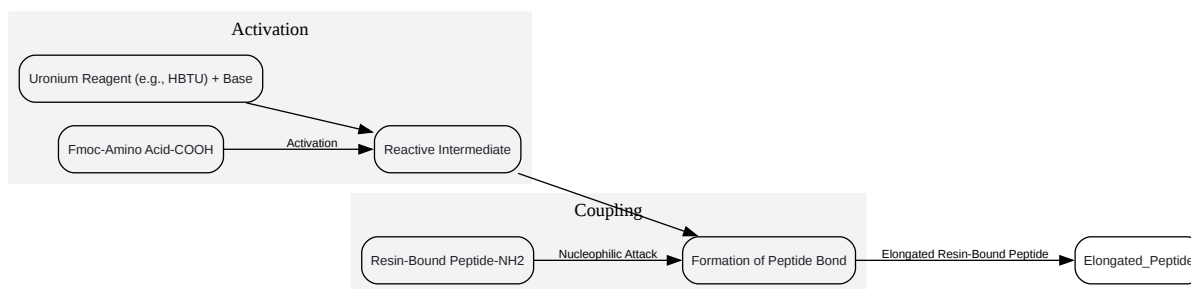 Activation
Uronium Reagent (e.g., HBTU) + Base
Fmoc-Amino Acid-COOH
Activation
Reactive Intermediate
Coupling
Resin-Bound Peptide-NH2
Nucleophilic Attack
Formation of Peptide Bond
Elongated Resin-Bound Peptide
Elongated_Peptide